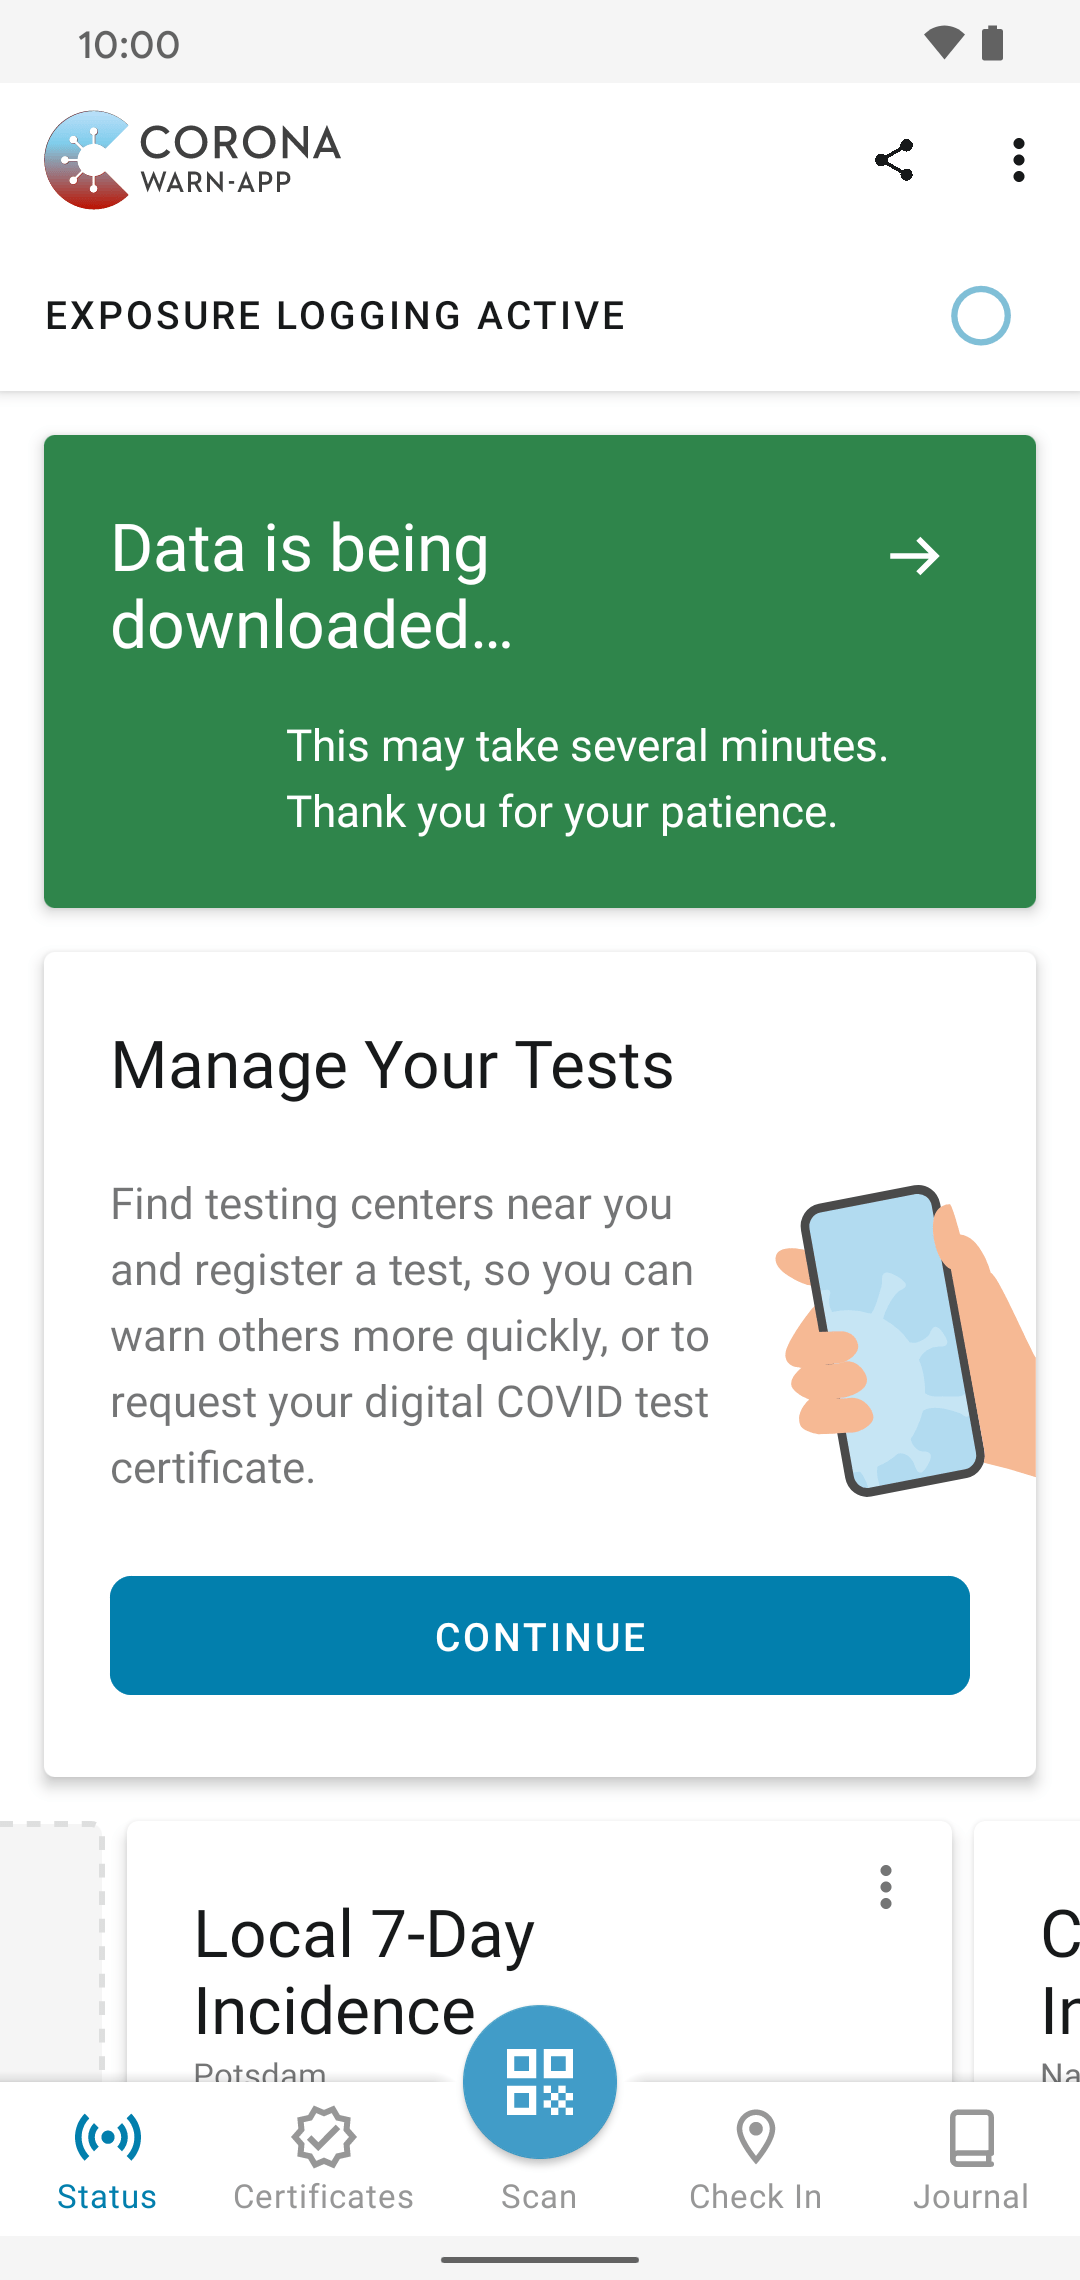 10:00
CORONA
WARN-APP
EXPOSURE LOGGING ACTIVE
Data is being
downloaded...
This may take several minutes.
Thank you for your patience.
Manage Your Tests
Find testing centers near you
and register a test, so you can
warn others more quickly, or to
request your digital COVID test
certificate.
CONTINUE
Local 7-Day
Incidence
Potsdam
Status
Certificates
Scan
Check In
Journal